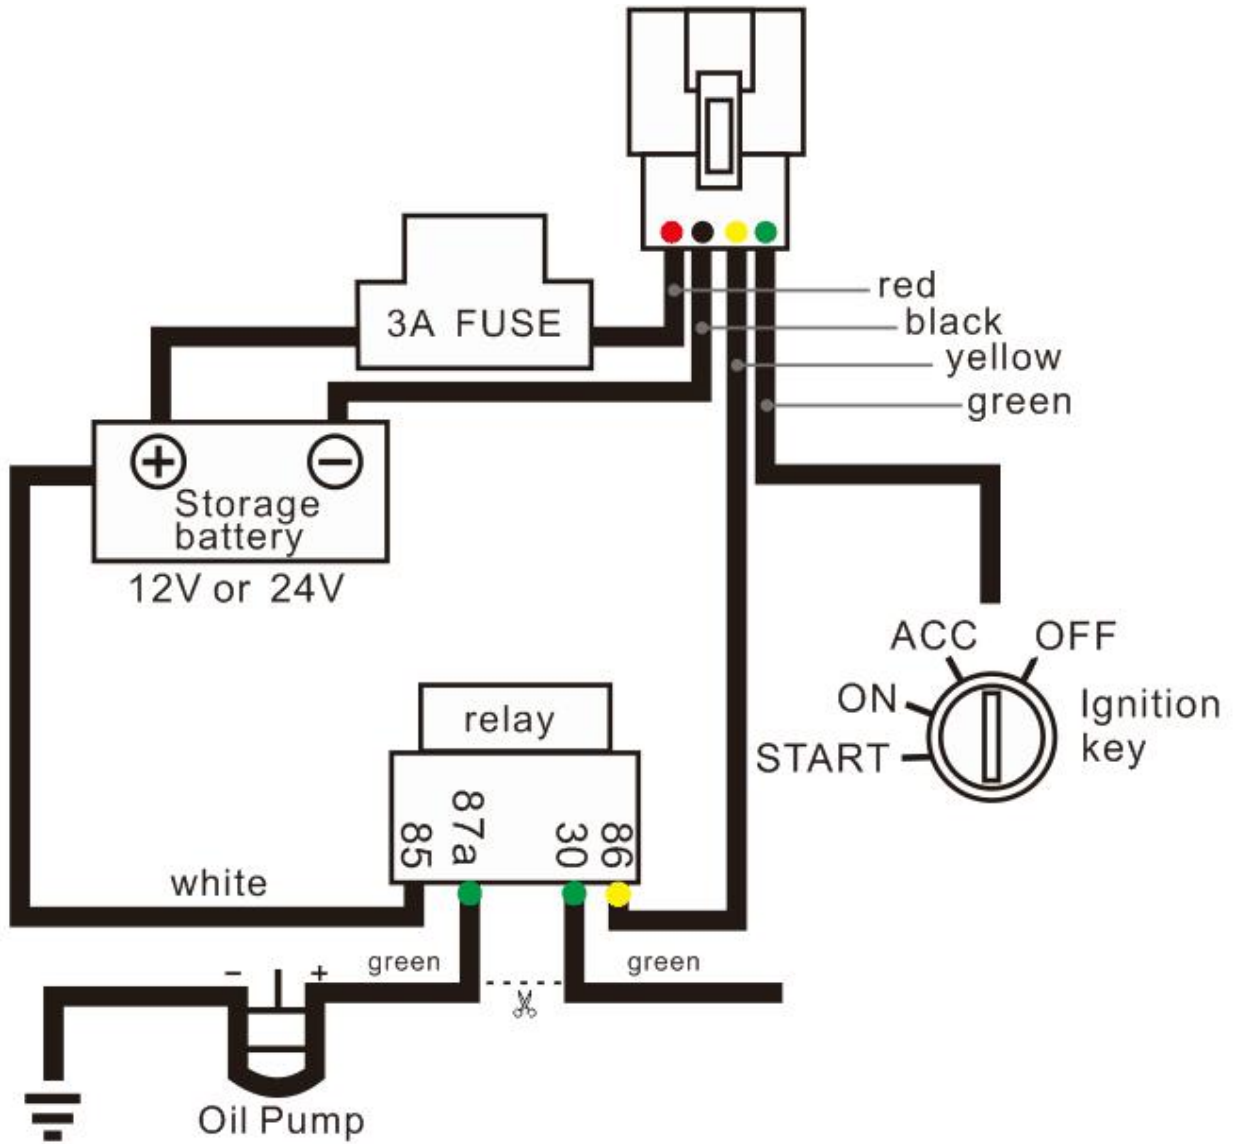 red
black
yellow
green
3A FUSE
+ −
Storage
battery
12V or 24V
ACC OFF
ON
START
Ignition
key
relay
85 87a 30 86
white
green green
− +
Oil Pump